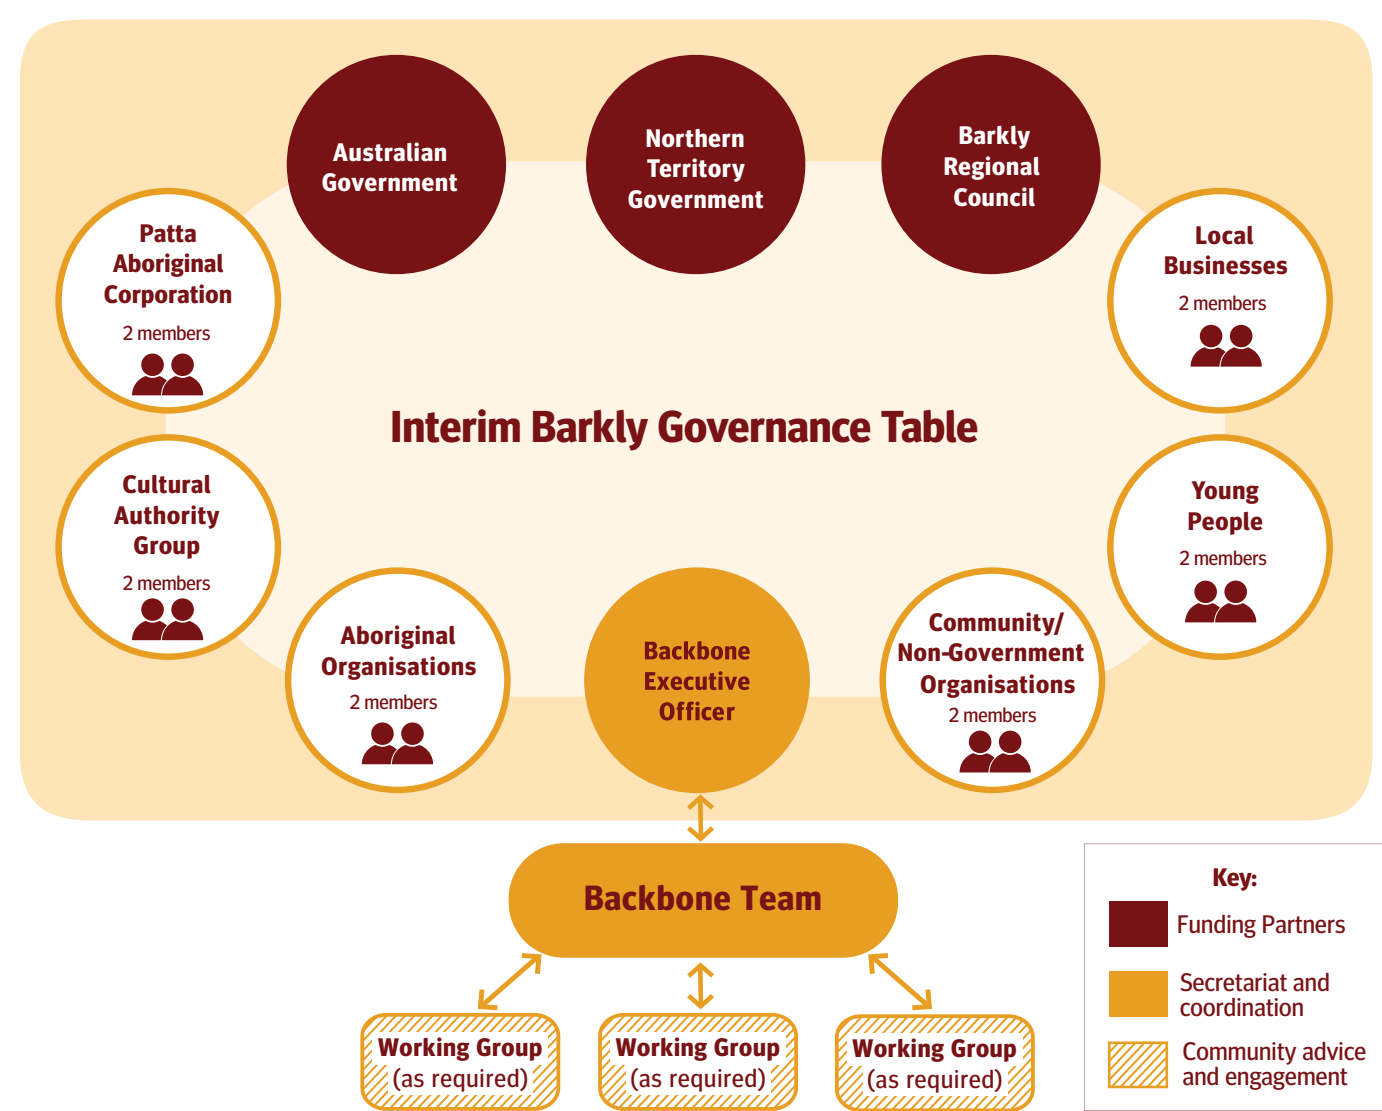 Australian
Government
Northern
Territory
Government
Barkly
Regional
Council
Patta
Aboriginal
Corporation
2 members
Local
Businesses
2 members
Interim Barkly Governance Table
Cultural
Authority
Group
2 members
Young
People
2 members
Aboriginal
Organisations
2 members
Backbone
Executive
Officer
Community/
Non-Government
Organisations
2 members
Backbone Team
Working Group
(as required)
Working Group
(as required)
Working Group
(as required)
Key:
Funding Partners
Secretariat and
coordination
Community advice
and engagement